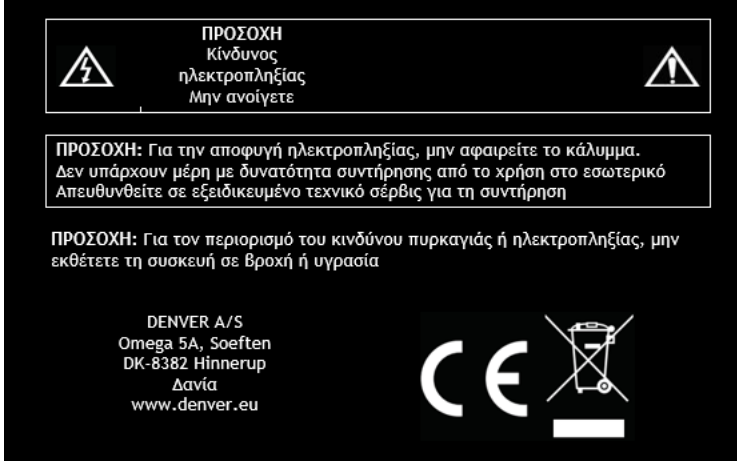 ΠΡΟΣΟΧΗ
Κίνδυνος
ηλεκτροπληξίας
Μην ανοίγετε
ΠΡΟΣΟΧΗ: Για την αποφυγή ηλεκτροπληξίας, μην αφαιρείτε το κάλυμμα.
Δεν υπάρχουν μέρη με δυνατότητα συντήρησης από το χρήση στο εσωτερικό
Απευθυνθείτε σε εξειδικευμένο τεχνικό σέρβις για τη συντήρηση
ΠΡΟΣΟΧΗ: Για τον περιορισμό του κινδύνου πυρκαγιάς ή ηλεκτροπληξίας, μην
εκθέτετε τη συσκευή σε βροχή ή υγρασία
DENVER A/S
Omega 5A, Soeften
DK-8382 Hinnerup
Δανία
www.denver.eu
CE